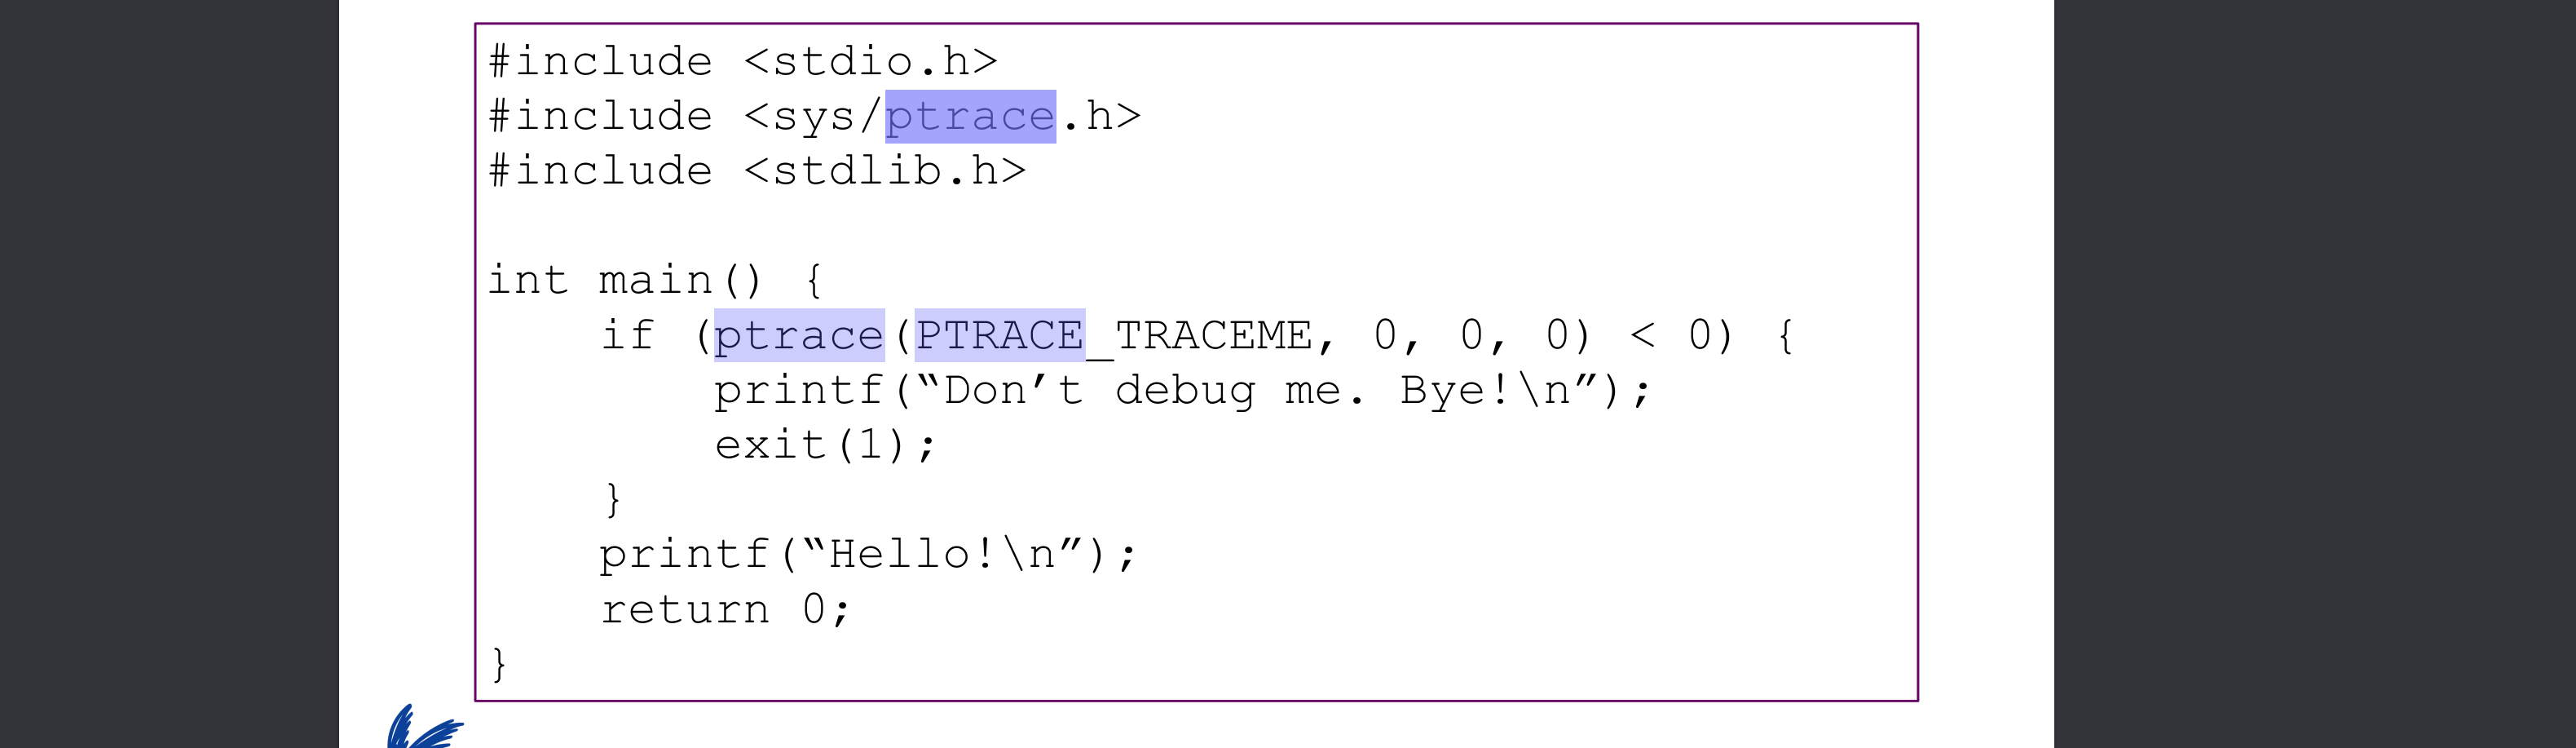 #include <stdio.h>
#include <sys/ptrace.h>
#include <stdlib.h>
int main() {
if (ptrace(PTRACE_TRACEME, 0, 0, 0) < 0) {
printf(“Don’t debug me. Bye!\n”);
exit(1);
}
printf(“Hello!\n”);
return 0;
}